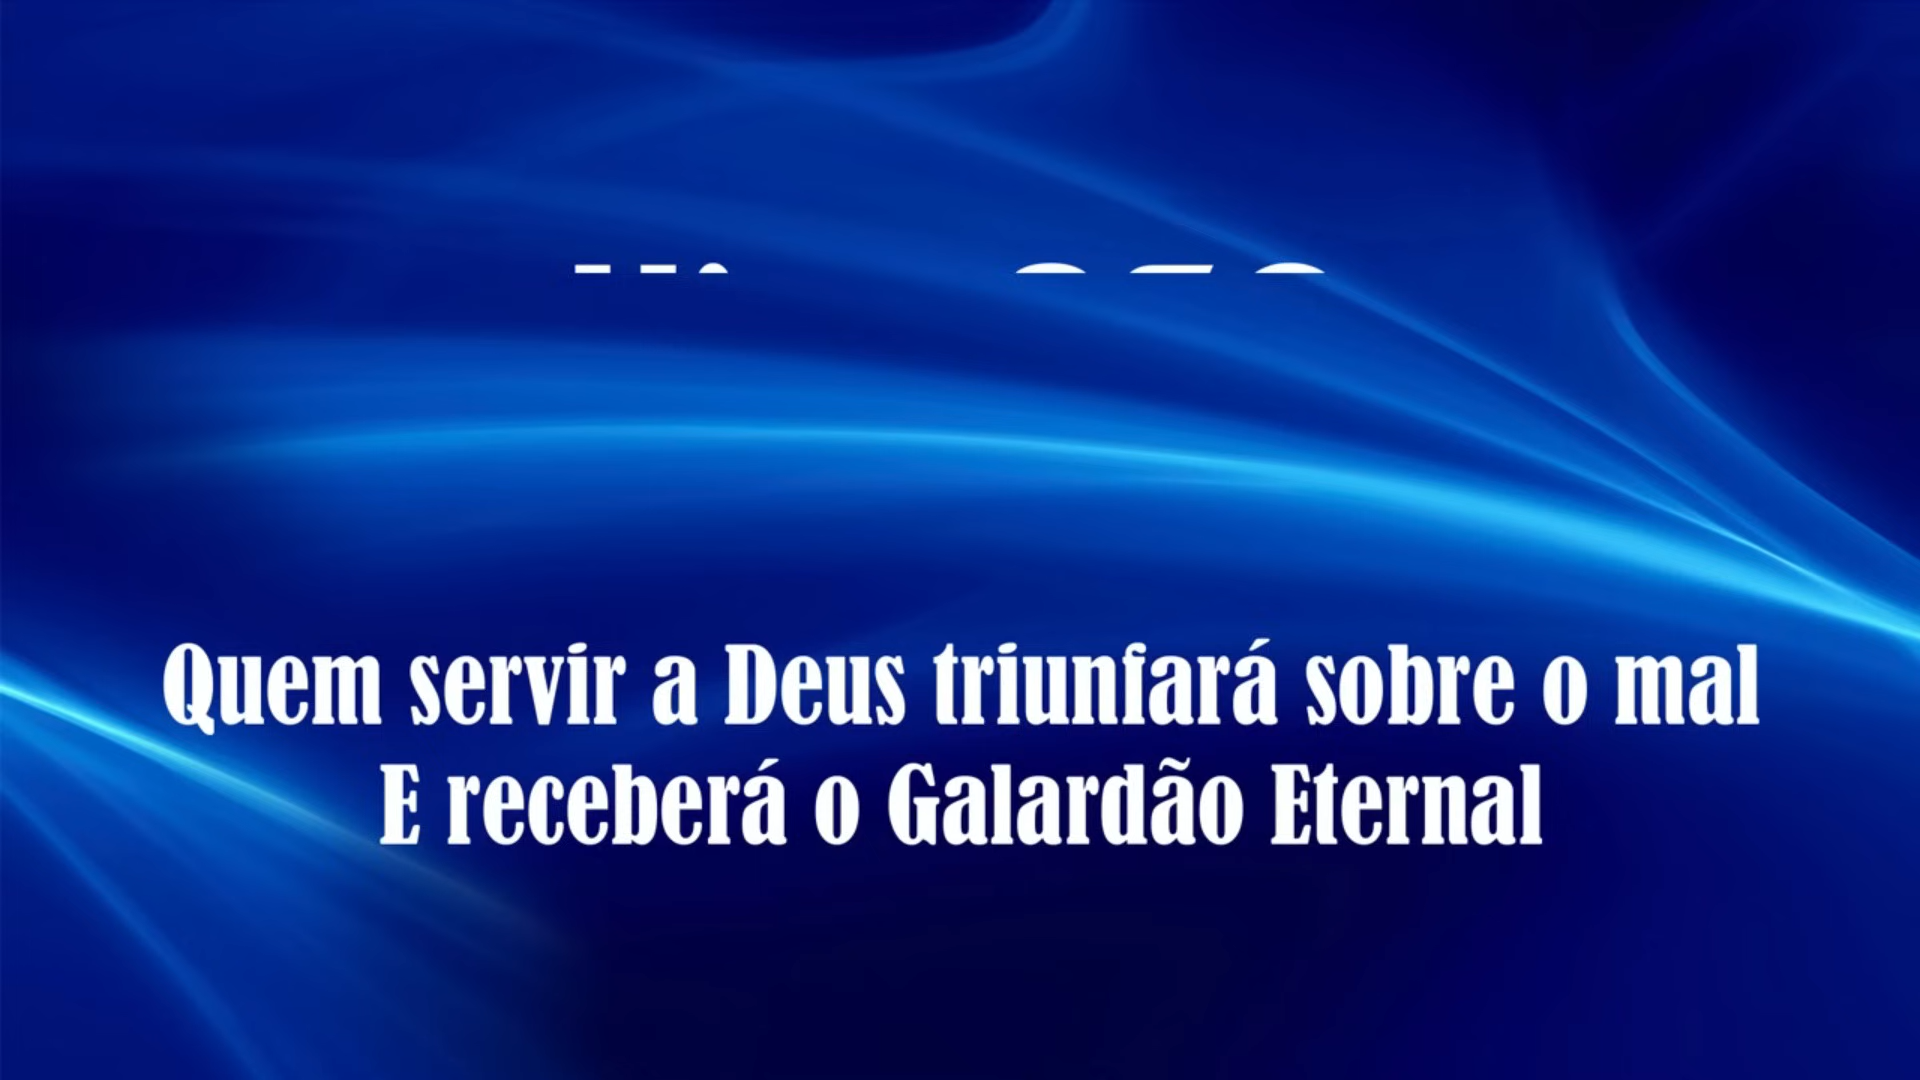 Quem servir a Deus triunfará sobre o mal
E receberá o Galardão Eternal